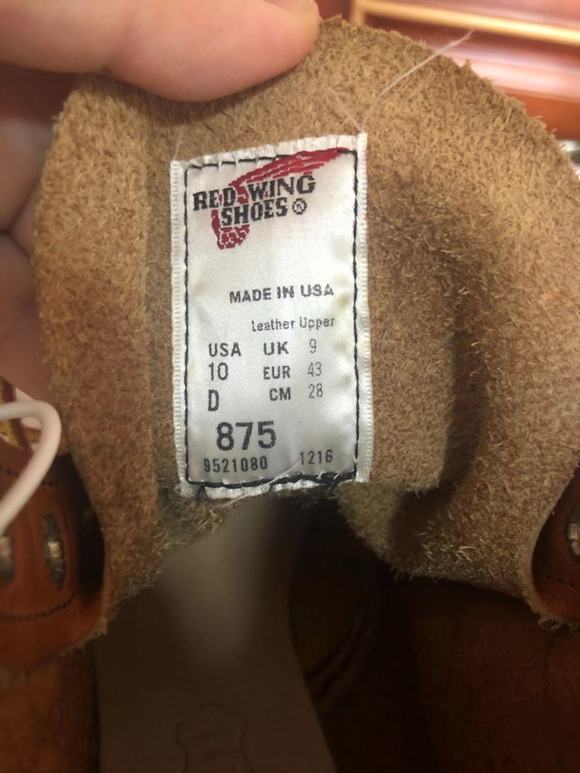 RED WING
SHOES®
MADE IN USA
Leather Upper
USA UK 9
10 EUR 43
D CM 28
875
9521080 1216